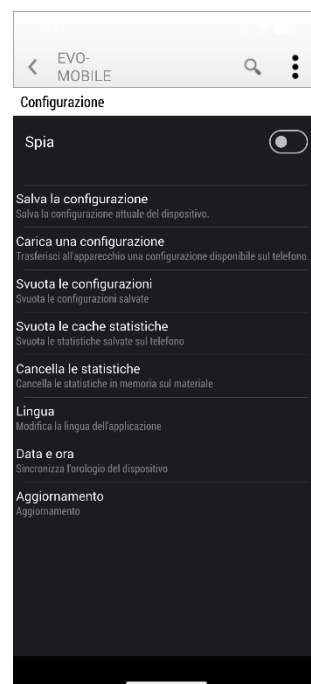 EVO-
MOBILE
Configurazione
Spia
Salva la configurazione
Salva la configurazione attuale del dispositivo.
Carica una configurazione
Trasferisci all'apparecchio una configurazione disponibile sul telefono.
Svuota le configurazioni
Svuota le configurazioni salvate
Svuota le cache statistiche
Svuota le statistiche salvate sul telefono
Cancella le statistiche
Cancella le statistiche in memoria sul materiale
Lingua
Modifica la lingua dell'applicazione
Data e ora
Sincronizza l'orologio del dispositivo
Aggiornamento
Aggiornamento